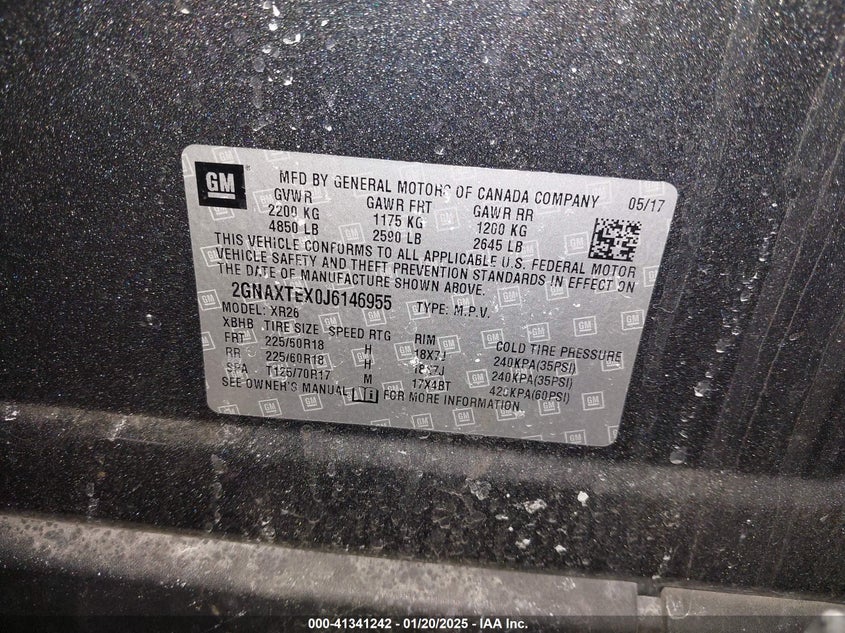 GM
MFD BY GENERAL MOTORS OF CANADA COMPANY 05/17
GVWR GAWR FRT GAWR RR
2200 KG 1175 KG 1200 KG
4850 LB 2590 LB 2645 LB
THIS VEHICLE CONFORMS TO ALL APPLICABLE U.S. FEDERAL MOTOR
VEHICLE SAFETY AND THEFT PREVENTION STANDARDS IN EFFECT ON
THE DATE OF MANUFACTURE SHOWN ABOVE.
2GNAXTEX0J6146955 TYPE: M.P.V.
MODEL: XR26
XBHB TIRE SIZE SPEED RTG RIM COLD TIRE PRESSURE
FRT 225/60R18 H 18X7J 240KPA(35PSI)
RR 225/60R18 H 18X7J 240KPA(35PSI)
SPA T125/70R17 M 17X4BT 420KPA(60PSI)
SEE OWNER'S MANUAL FOR MORE INFORMATION
000-41341242 / 01/20/2025 - IAA Inc.